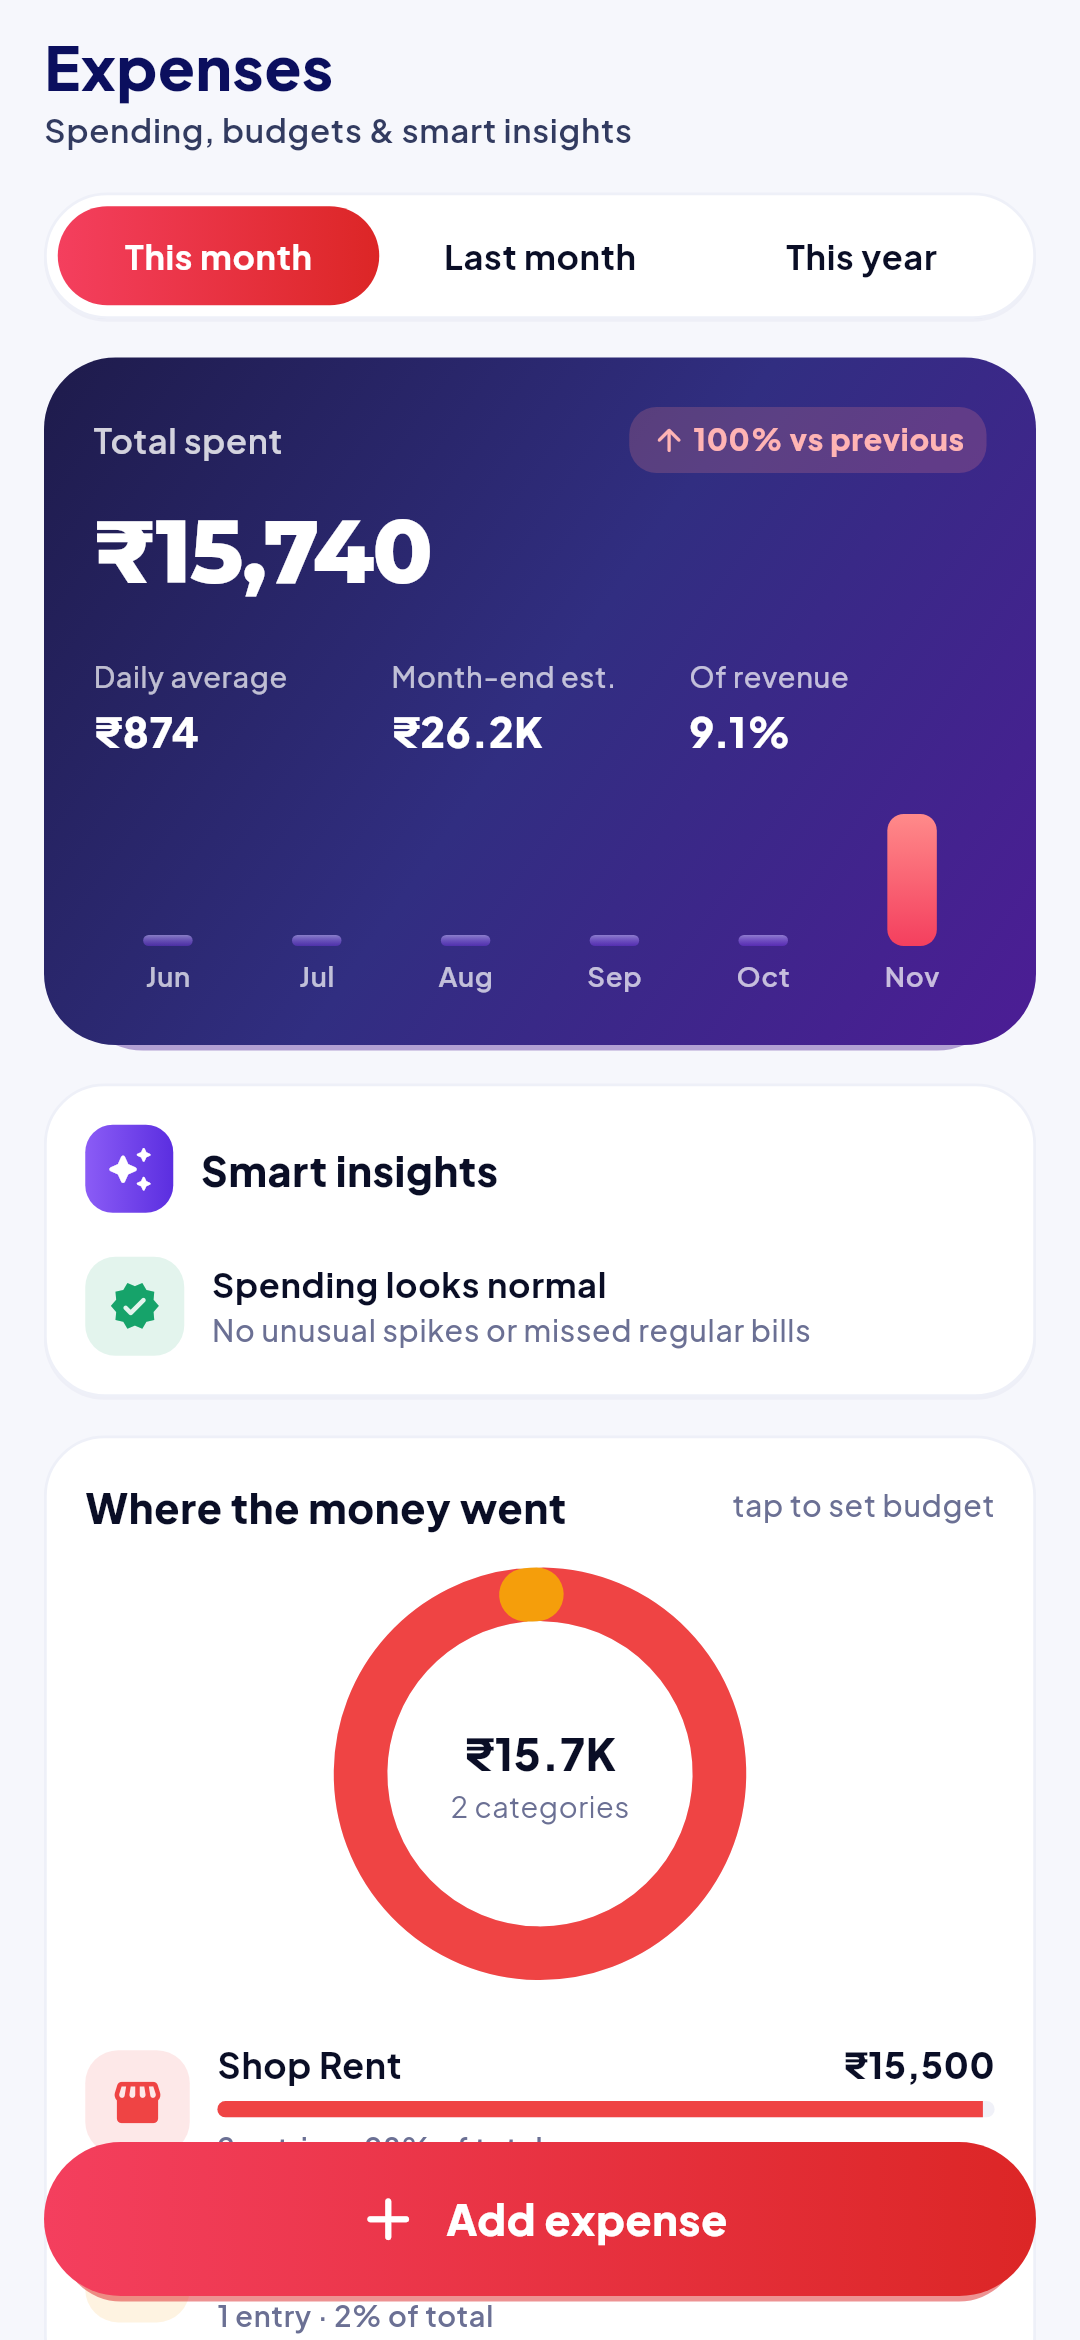 Expenses
Spending, budgets & smart insights
This month
Last month
This year
Total spent
↑ 100% vs previous
₹15,740
Daily average
Month-end est.
Of revenue
₹874
₹26.2K
9.1%
Jun
Jul
Aug
Sep
Oct
Nov
Smart insights
Spending looks normal
No unusual spikes or missed regular bills
Where the money went
tap to set budget
₹15.7K
2 categories
Shop Rent
₹15,500
+ Add expense
1 entry · 2% of total